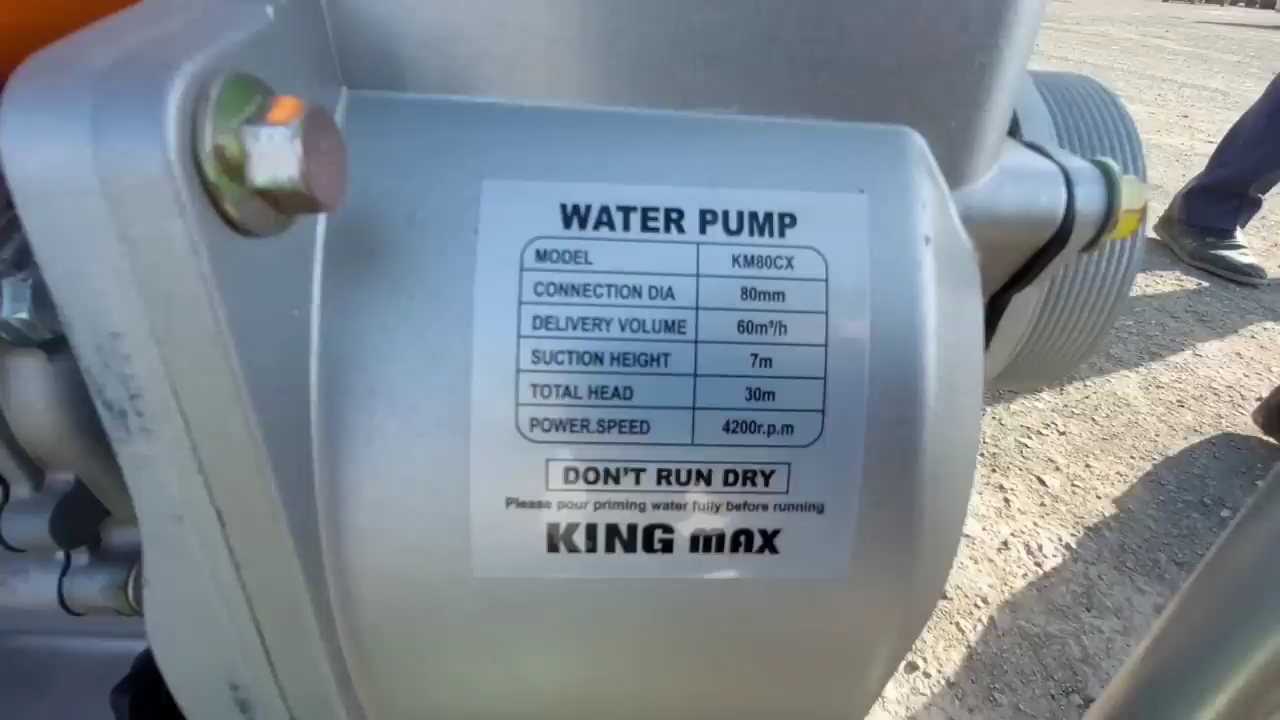 WATER PUMP
MODEL KM80CX
CONNECTION DIA 80mm
DELIVERY VOLUME 60m³/h
SUCTION HEIGHT 7m
TOTAL HEAD 30m
POWER.SPEED 4200r.p.m
DON'T RUN DRY
Please pour priming water fully before running
KING max